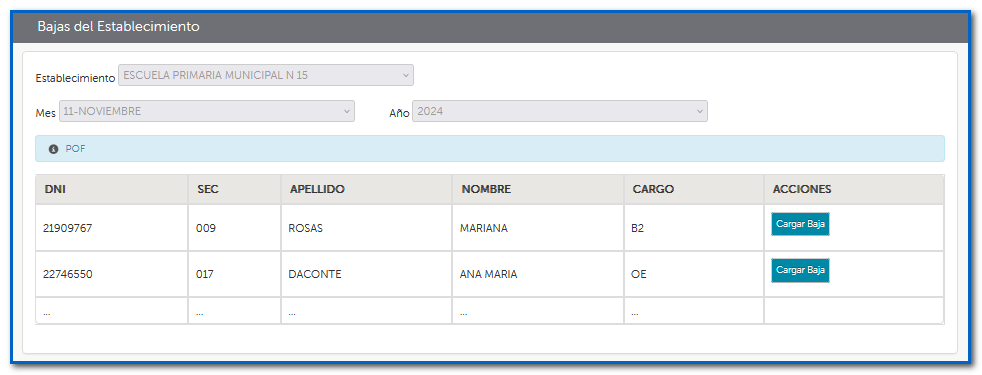 Bajas del Establecimiento
Establecimiento ESCUELA PRIMARIA MUNICIPAL N 15
Mes 11-NOVIEMBRE Año 2024
POF
DNI SEC APELLIDO NOMBRE CARGO ACCIONES
21909767 009 ROSAS MARIANA B2 Cargar Baja
22746550 017 DACONTE ANA MARIA OE Cargar Baja
... ... ... ... ...